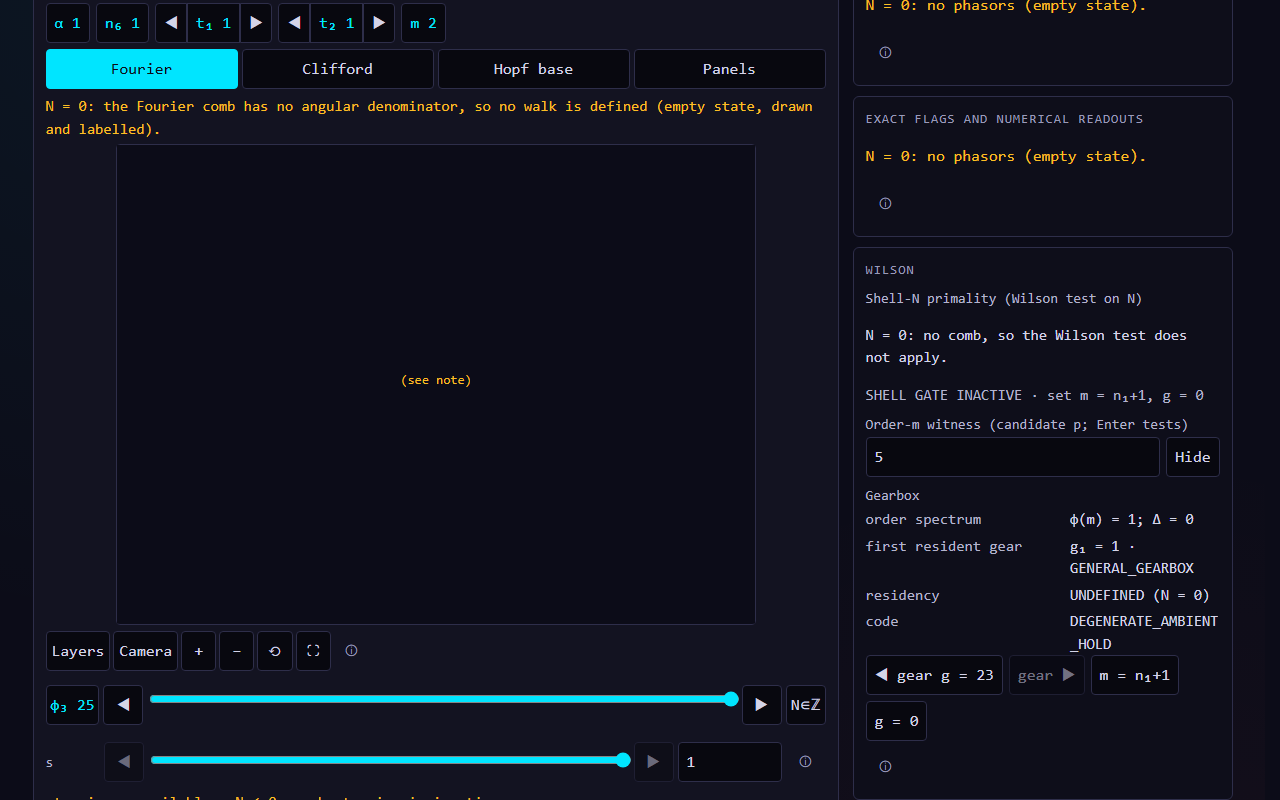 α 1 n₆ 1 ◀ t₁ 1 ▶ ◀ t₂ 1 ▶ m 2
Fourier Clifford Hopf base Panels
N = 0: the Fourier comb has no angular denominator, so no walk is defined (empty state, drawn
and labelled).
(see note)
Layers Camera + − ⟲ ⛶ ⓘ
ϕ₃ 25 ◀ ▶ N∈ℤ
s ◀ ▶ 1 ⓘ
N = 0: no phasors (empty state).
ⓘ
EXACT FLAGS AND NUMERICAL READOUTS
N = 0: no phasors (empty state).
ⓘ
WILSON
Shell-N primality (Wilson test on N)
N = 0: no comb, so the Wilson test does
not apply.
SHELL GATE INACTIVE · set m = n₁+1, g = 0
Order-m witness (candidate p; Enter tests)
5 Hide
Gearbox
order spectrum ϕ(m) = 1; Δ = 0
first resident gear g₁ = 1 ·
GENERAL_GEARBOX
residency UNDEFINED (N = 0)
code DEGENERATE_AMBIENT
_HOLD
◀ gear g = 23 gear ▶ m = n₁+1
g = 0
ⓘ